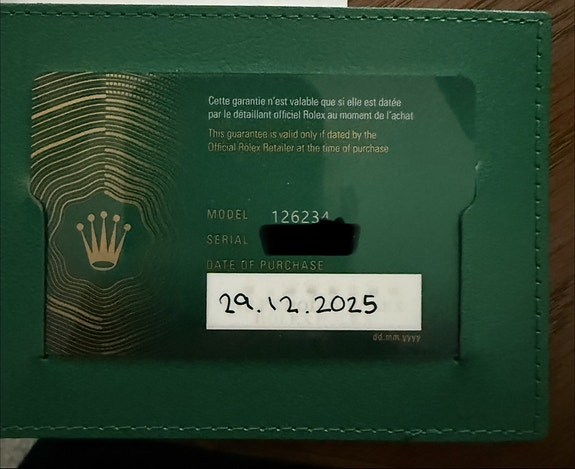 Cette garantie n'est valable que si elle est datée
par le détaillant officiel Rolex au moment de l'achat
This guarantee is valid only if dated by the
Official Rolex Retailer at the time of purchase
MODEL 126234
SERIAL
DATE OF PURCHASE
29.12.2025
dd.mm.yyyy